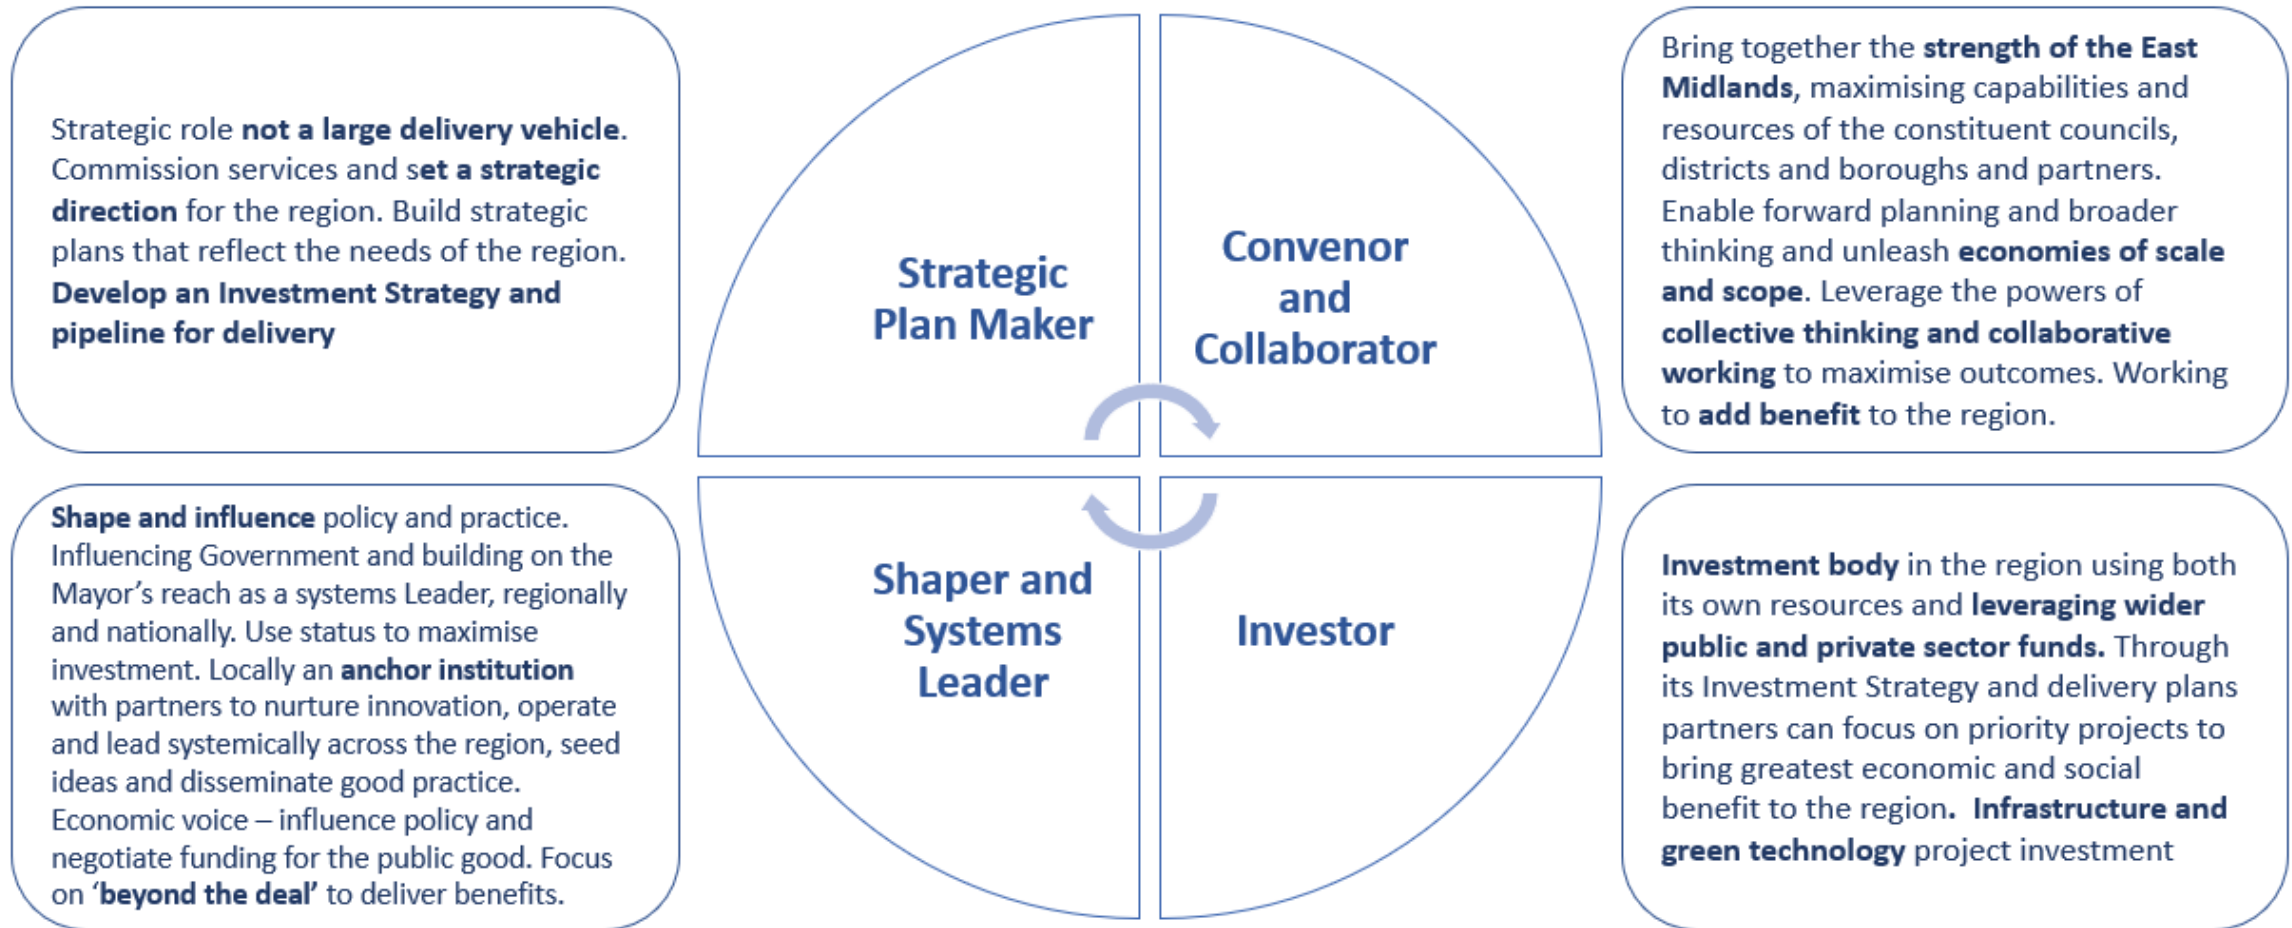 Strategic role not a large delivery vehicle.
Commission services and set a strategic
direction for the region. Build strategic
plans that reflect the needs of the region.
Develop an Investment Strategy and
pipeline for delivery
Strategic
Plan Maker
Convenor
and
Collaborator
Bring together the strength of the East
Midlands, maximising capabilities and
resources of the constituent councils,
districts and boroughs and partners.
Enable forward planning and broader
thinking and unleash economies of scale
and scope. Leverage the powers of
collective thinking and collaborative
working to maximise outcomes. Working
to add benefit to the region.
Shape and influence policy and practice.
Influencing Government and building on the
Mayor’s reach as a systems Leader, regionally
and nationally. Use status to maximise
investment. Locally an anchor institution
with partners to nurture innovation, operate
and lead systemically across the region, seed
ideas and disseminate good practice.
Economic voice – influence policy and
negotiate funding for the public good. Focus
on ‘beyond the deal’ to deliver benefits.
Shaper and
Systems
Leader
Investor
Investment body in the region using both
its own resources and leveraging wider
public and private sector funds. Through
its Investment Strategy and delivery plans
partners can focus on priority projects to
bring greatest economic and social
benefit to the region.  Infrastructure and
green technology project investment